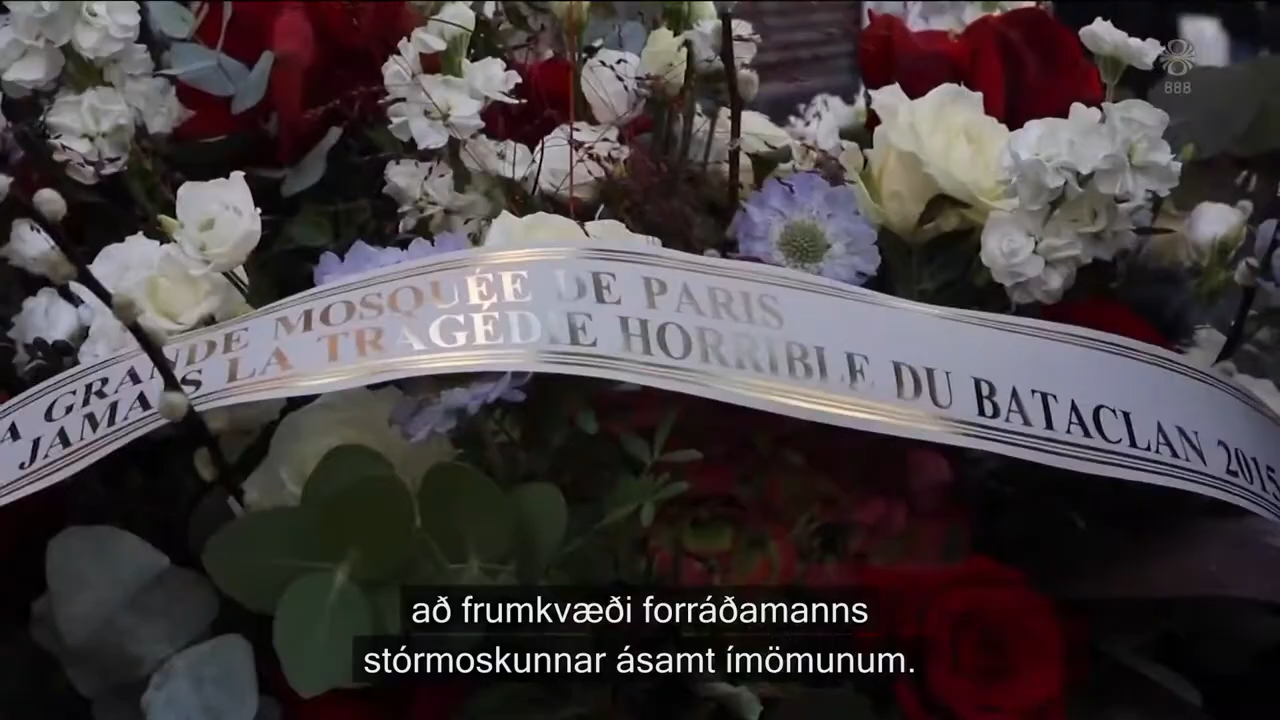 888
A GRANDE MOSQUÉE DE PARIS
JAMAIS LA TRAGÉDIE HORRIBLE DU BATACLAN 2015
að frumkvæði forráðamanns
stórmoskunnar ásamt ímömunum.